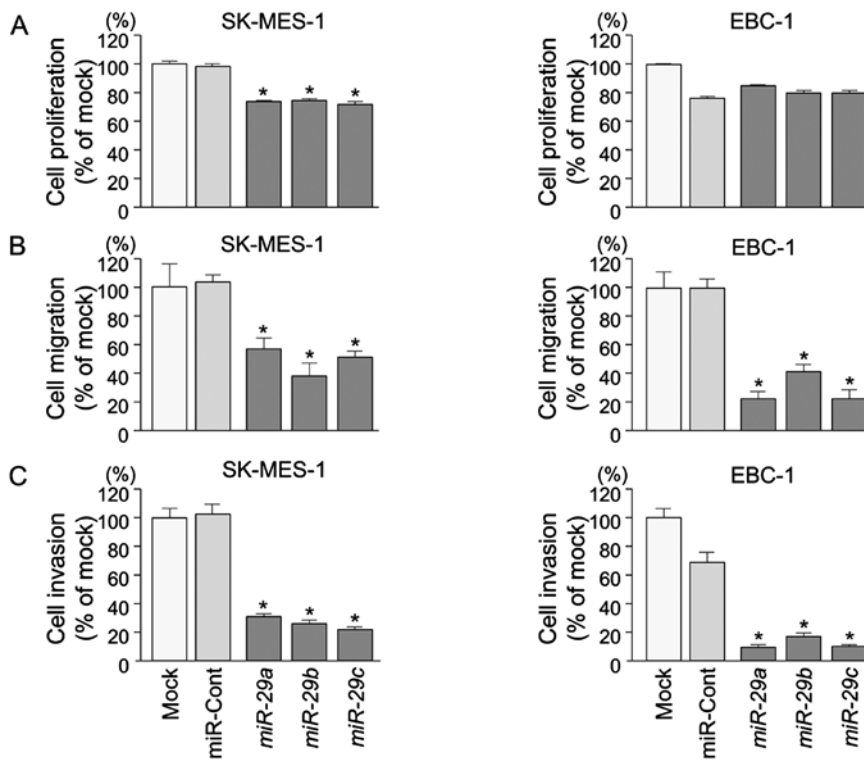 A
(%)
SK-MES-1
120
100
80
60
40
20
0
Cell proliferation
(% of mock)
* * *
(%)
EBC-1
120
100
80
60
40
20
0
Cell proliferation
(% of mock)
B
(%)
SK-MES-1
120
100
80
60
40
20
0
Cell migration
(% of mock)
* * *
(%)
EBC-1
120
100
80
60
40
20
0
Cell migration
(% of mock)
* * *
C
(%)
SK-MES-1
120
100
80
60
40
20
0
Cell invasion
(% of mock)
* * *
Mock
miR-Cont
miR-29a
miR-29b
miR-29c
(%)
EBC-1
120
100
80
60
40
20
0
Cell invasion
(% of mock)
* * *
Mock
miR-Cont
miR-29a
miR-29b
miR-29c